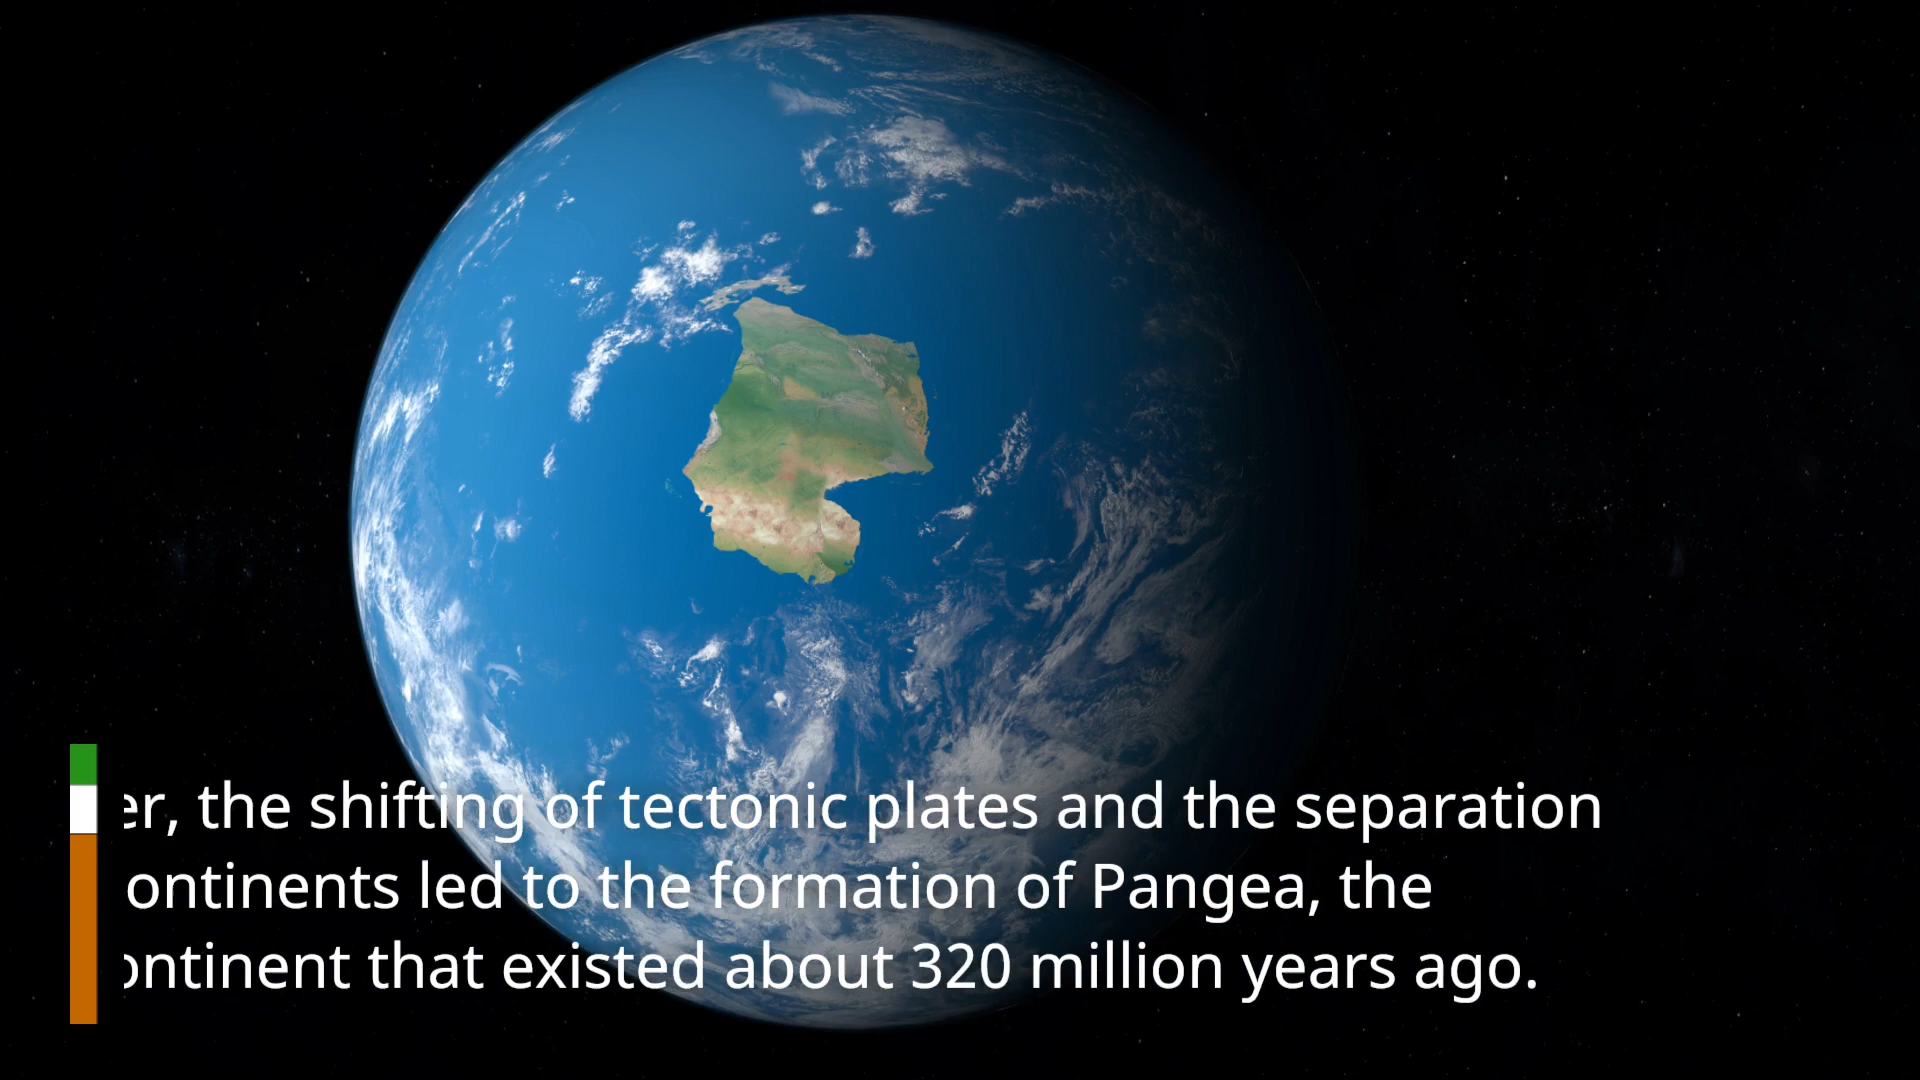 er, the shifting of tectonic plates and the separation
ontinents led to the formation of Pangea, the
ontinent that existed about 320 million years ago.